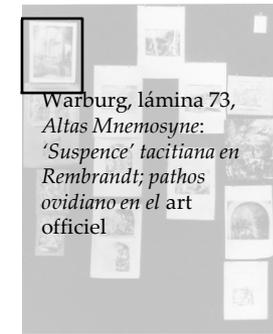 Warburg, lámina 73,
Altas Mnemosyne:
‘Suspence’ tacitiana en
Rembrandt; pathos
ovidiano en el art
officiel